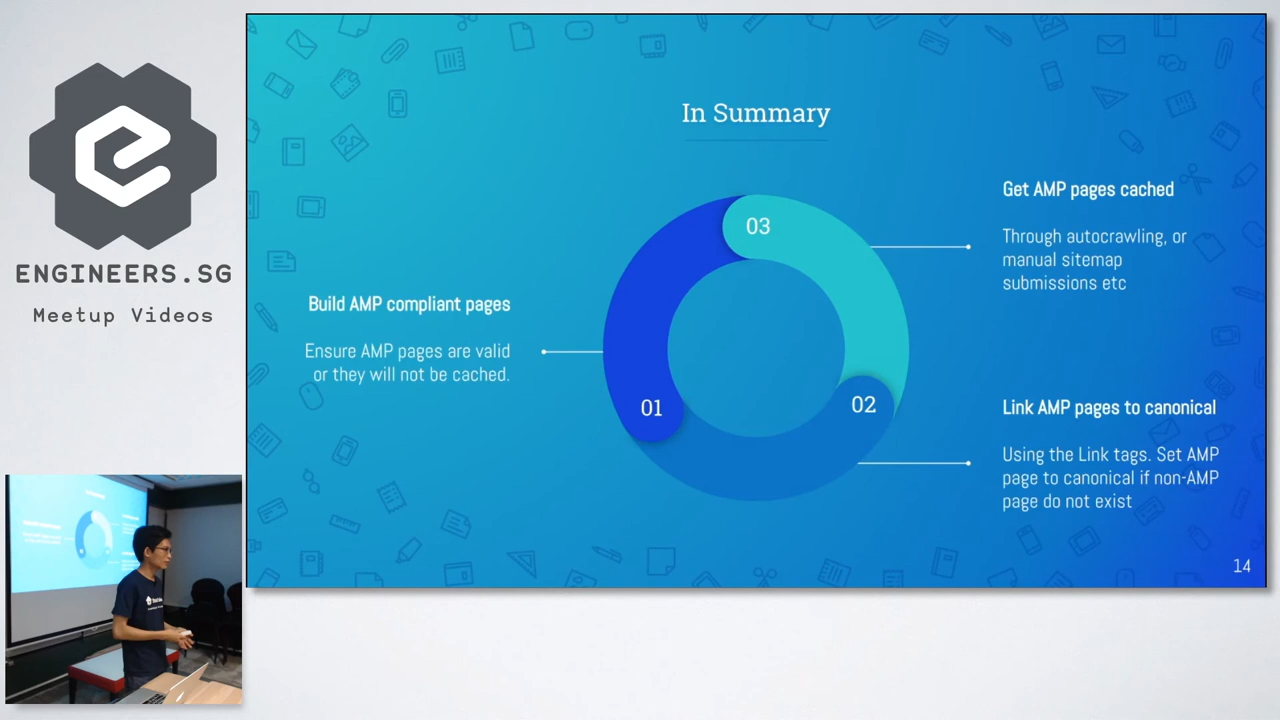 ENGINEERS.SG
Meetup Videos
In Summary
03
Get AMP pages cached
Through autocrawling, or
manual sitemap
submissions etc
Build AMP compliant pages
Ensure AMP pages are valid
or they will not be cached.
01
02
Link AMP pages to canonical
Using the Link tags. Set AMP
page to canonical if non-AMP
page do not exist
14